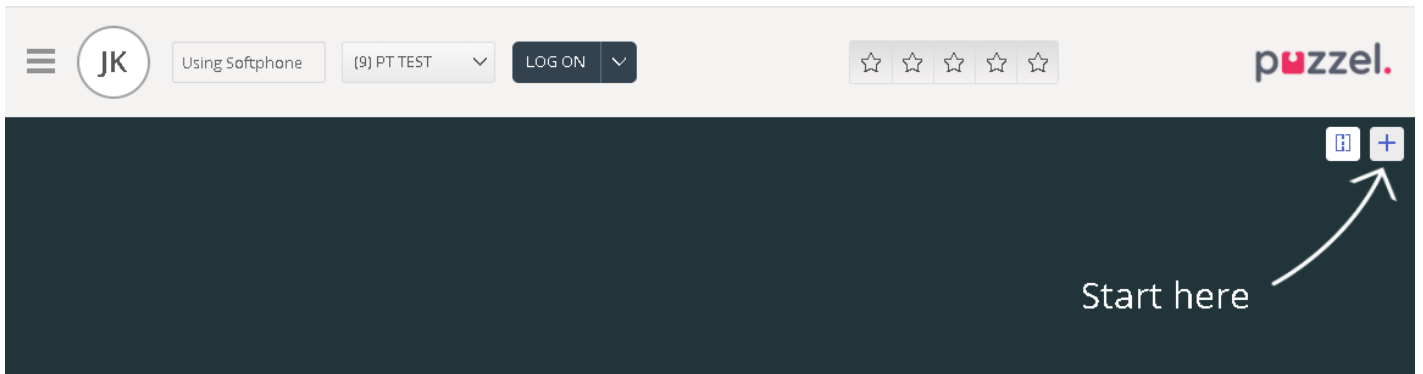 JK
Using Softphone
(9) PT TEST
LOG ON
puzzel.
Start here